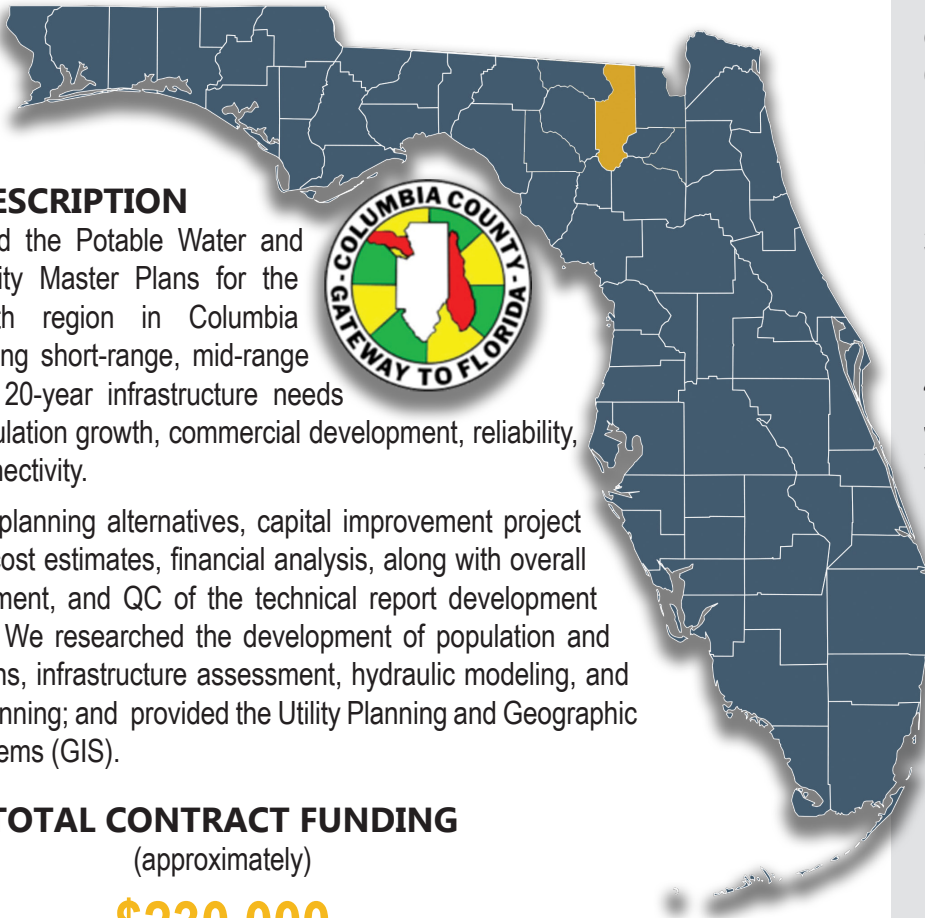 ESCRIPTION
d the Potable Water and
ity Master Plans for the
th region in Columbia
ng short-range, mid-range
20-year infrastructure needs
ulation growth, commercial development, reliability,
nectivity.
planning alternatives, capital improvement project
cost estimates, financial analysis, along with overall
ment, and QC of the technical report development
We researched the development of population and
ns, infrastructure assessment, hydraulic modeling, and
nning; and provided the Utility Planning and Geographic
ems (GIS).
TOTAL CONTRACT FUNDING
(approximately)
COLUMBIA COUNTY
- GATEWAY TO FLORIDA -